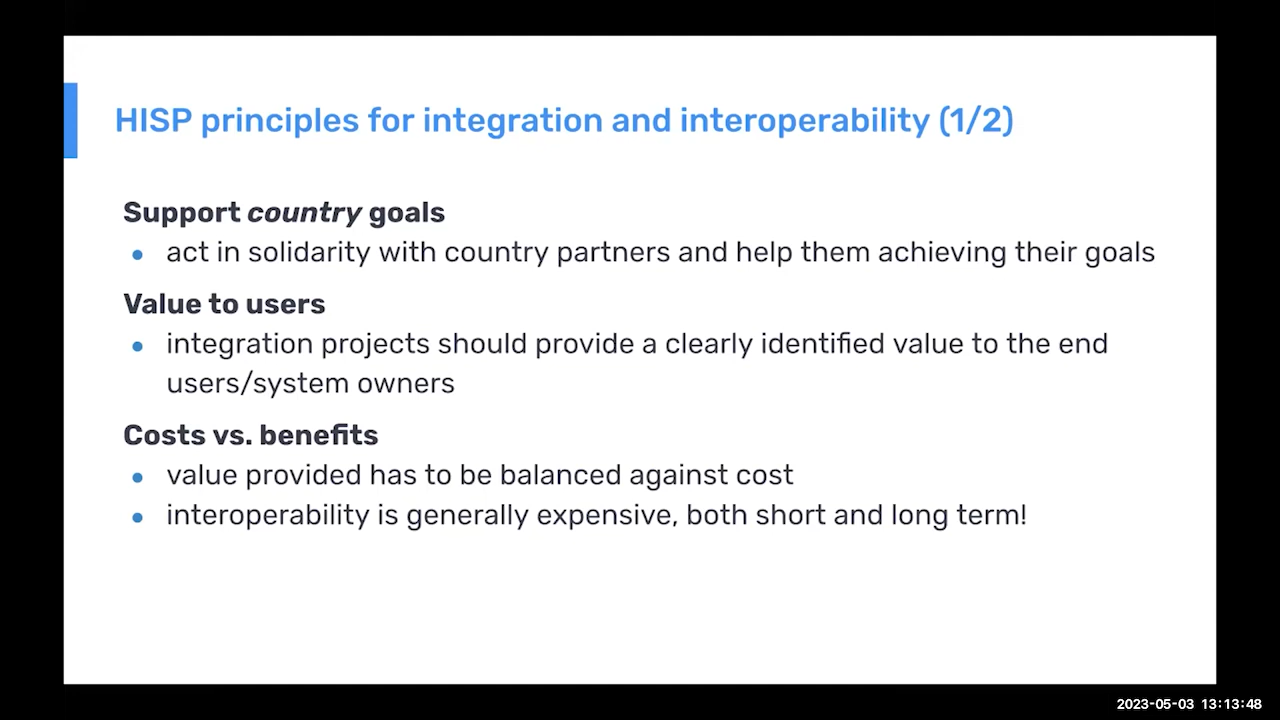 HISP principles for integration and interoperability (1/2)
Support country goals
• act in solidarity with country partners and help them achieving their goals
Value to users
• integration projects should provide a clearly identified value to the end
users/system owners
Costs vs. benefits
• value provided has to be balanced against cost
• interoperability is generally expensive, both short and long term!
2023-05-03 13:13:48